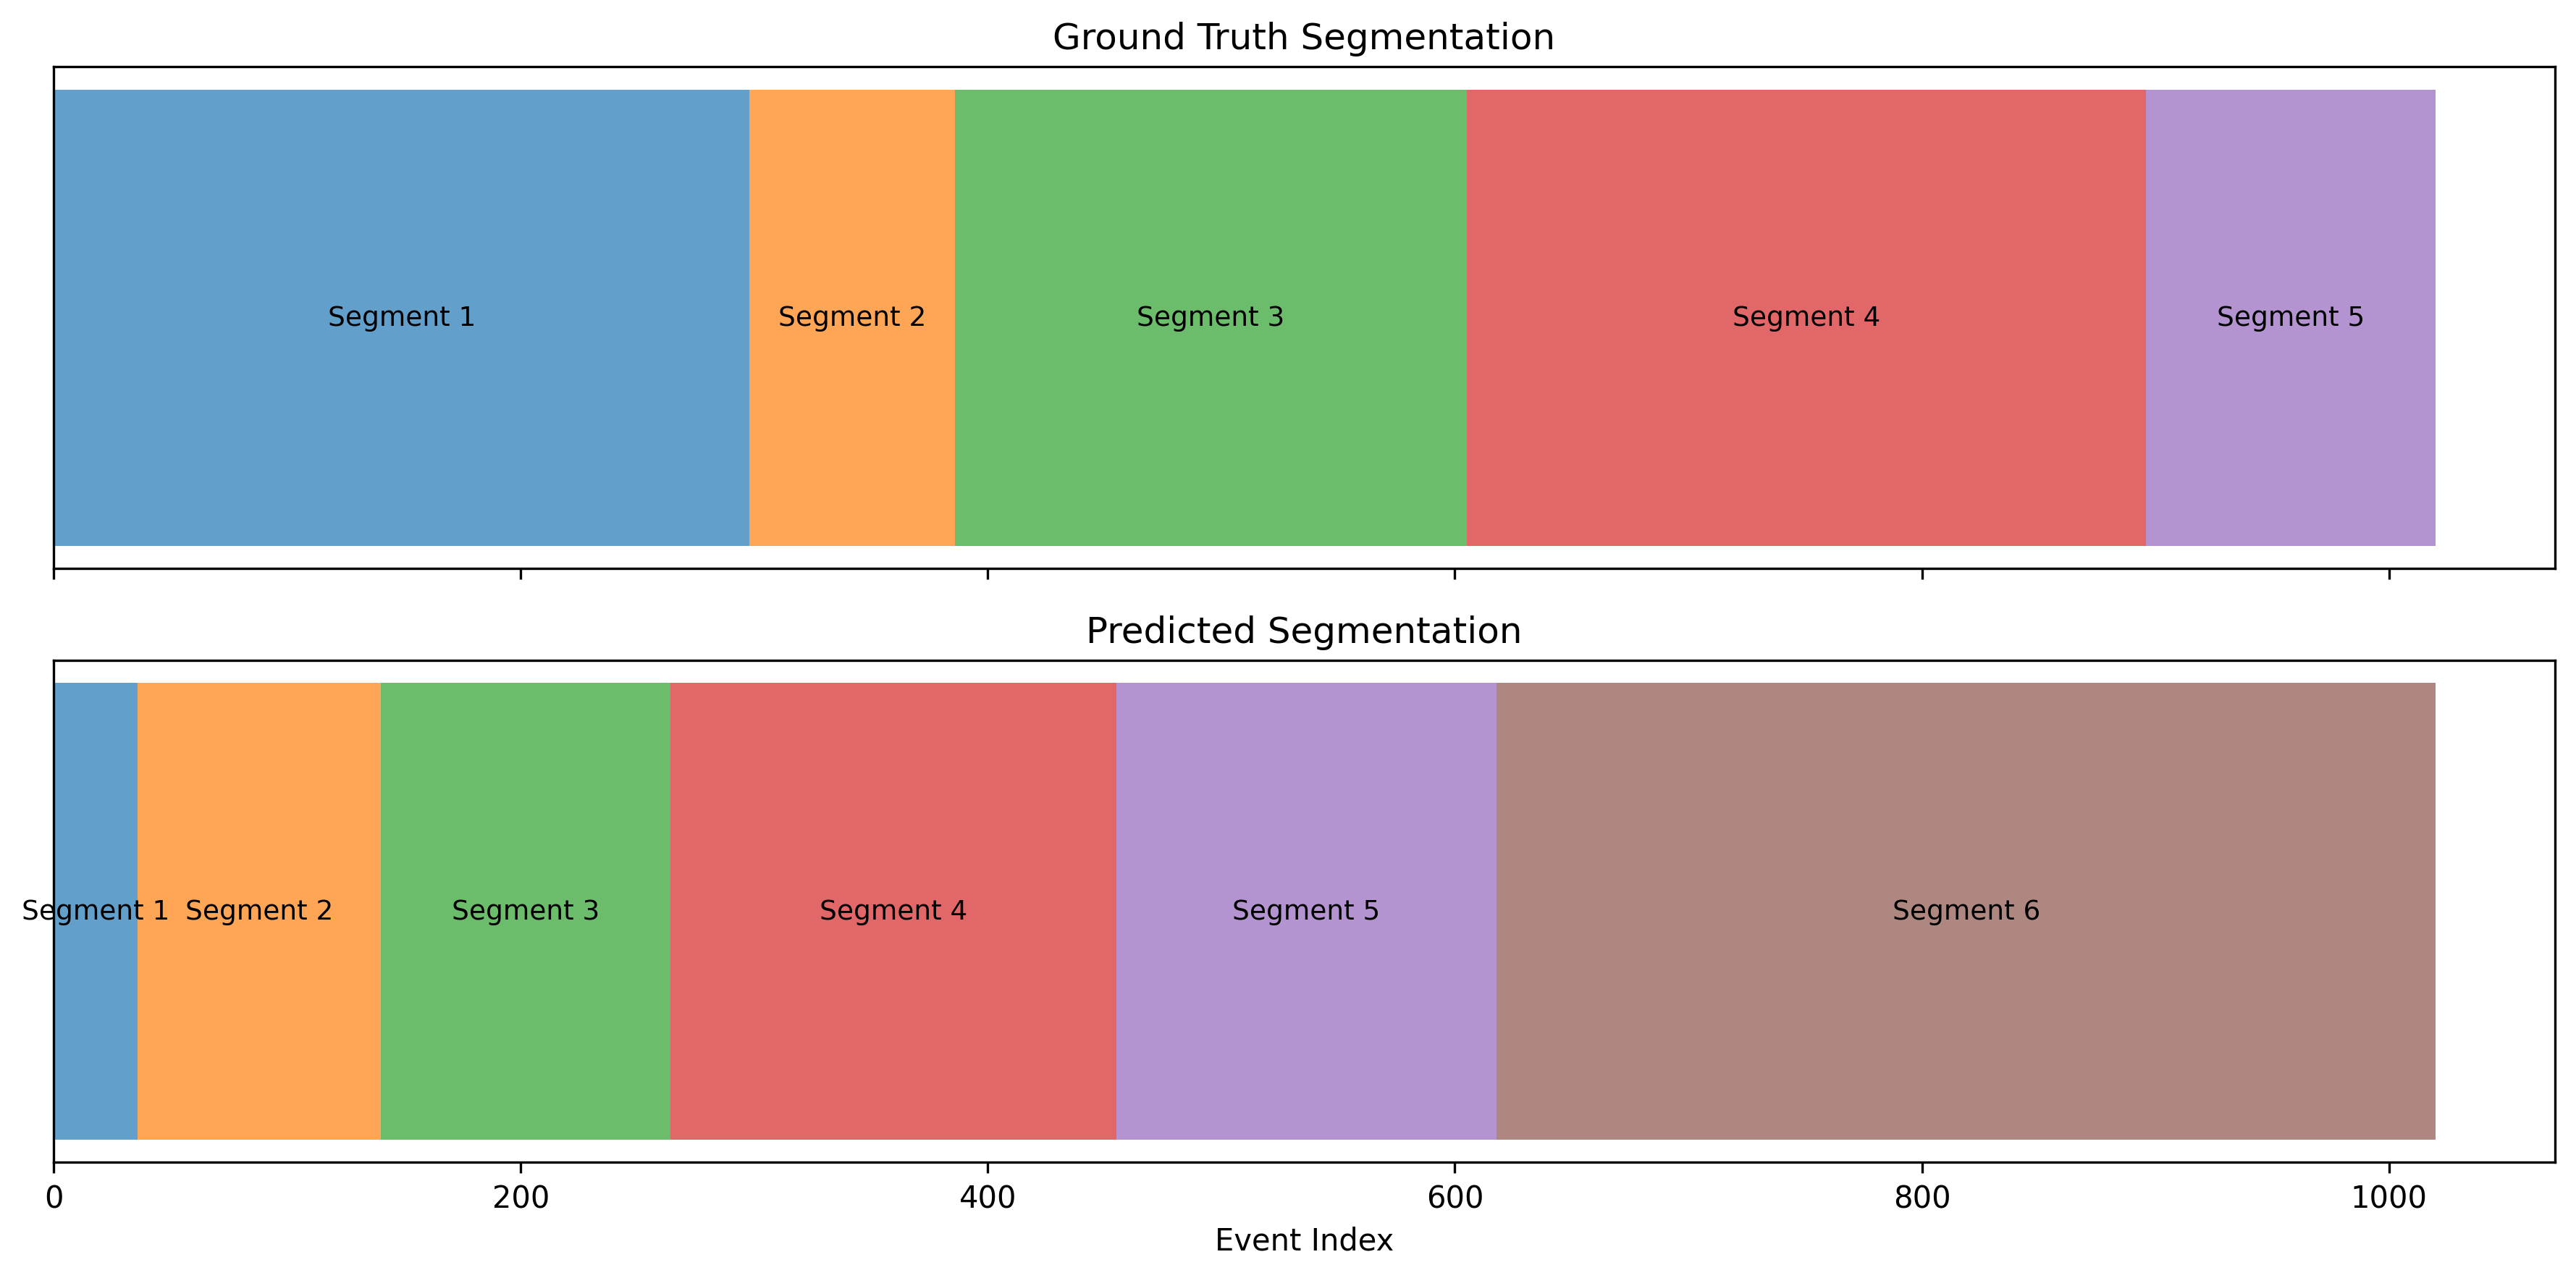 Ground Truth Segmentation
Segment 1 Segment 2 Segment 3 Segment 4 Segment 5
Predicted Segmentation
Segment 1 Segment 2 Segment 3 Segment 4 Segment 5 Segment 6
0 200 400 600 800 1000
Event Index